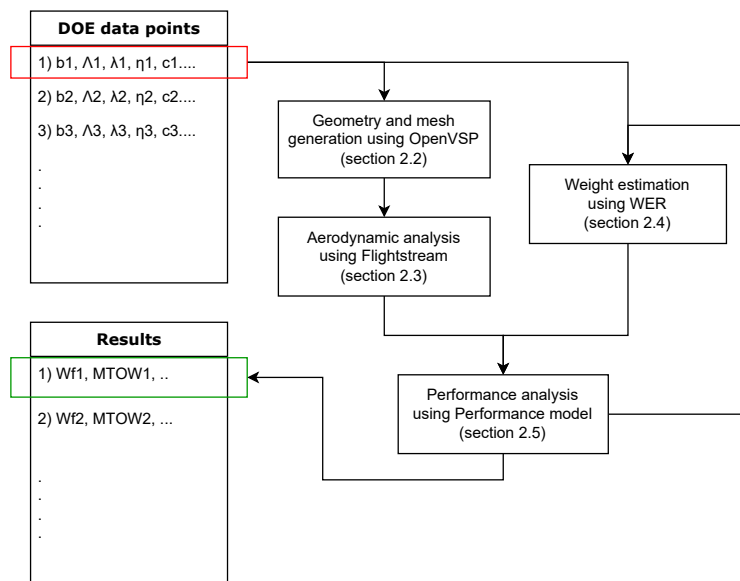 DOE data points
1) b1, Λ1, λ1, η1, c1....
2) b2, Λ2, λ2, η2, c2....
3) b3, Λ3, λ3, η3, c3....
.
.
.
.
Geometry and mesh
generation using OpenVSP
(section 2.2)
Weight estimation
using WER
(section 2.4)
Aerodynamic analysis
using Flightstream
(section 2.3)
Results
1) Wf1, MTOW1, ..
2) Wf2, MTOW2, ...
.
.
.
.
Performance analysis
using Performance model
(section 2.5)